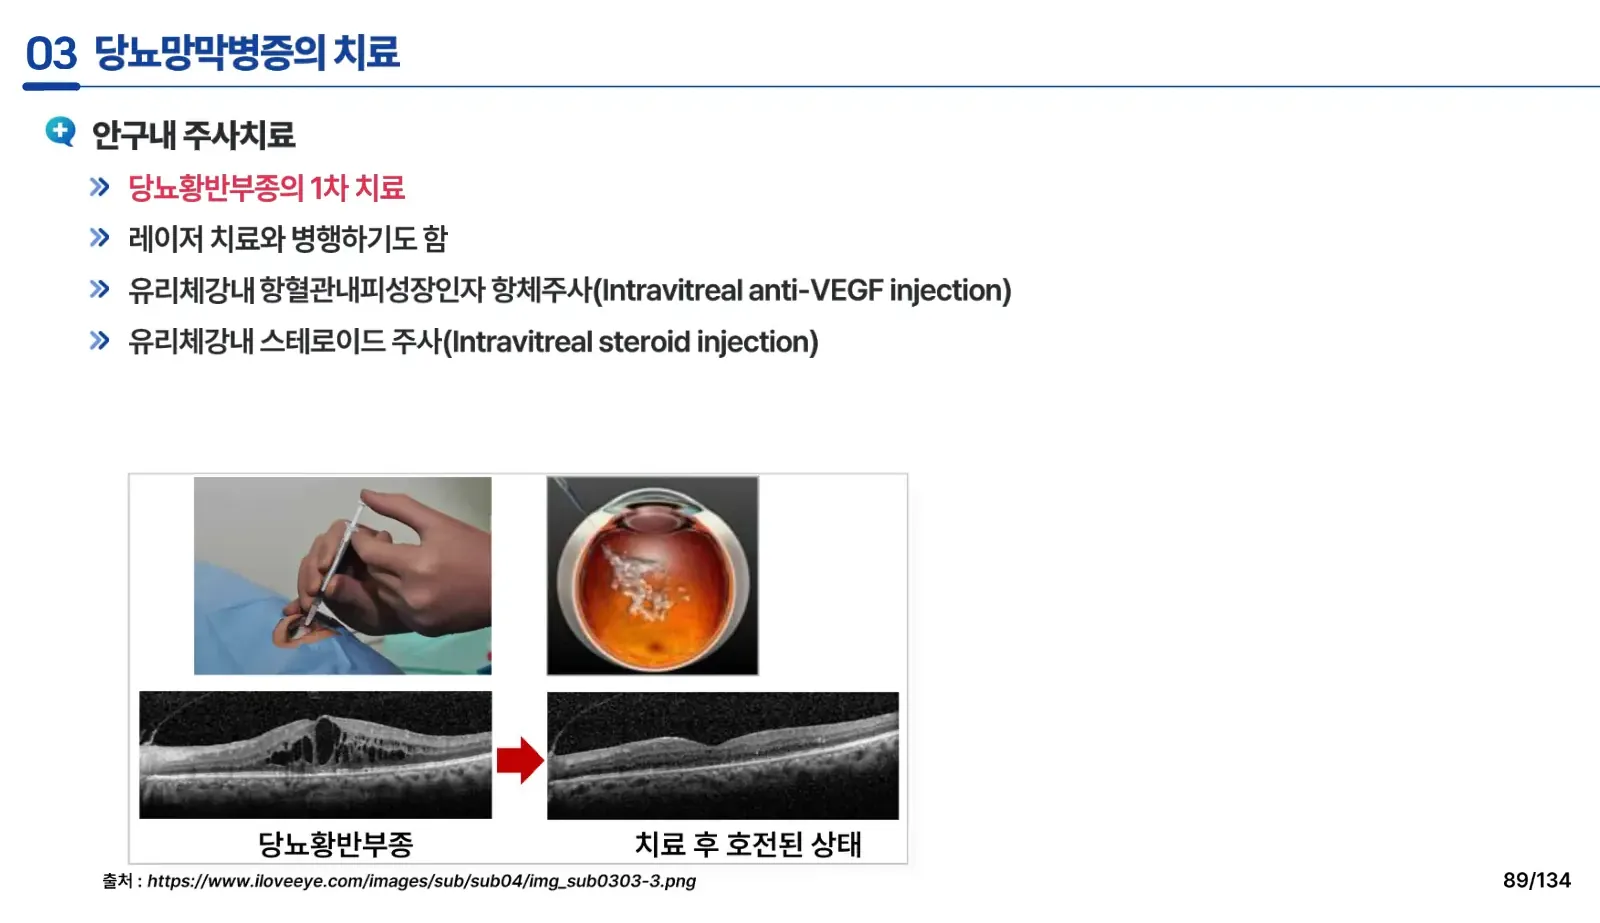 03 당뇨망막병증의 치료
안구내 주사치료
당뇨황반부종의 1차 치료
레이저 치료와 병행하기도 함
유리체강내 항혈관내피성장인자 항체주사(Intravitreal anti-VEGF injection)
유리체강내 스테로이드 주사(Intravitreal steroid injection)
당뇨황반부종
치료 후 호전된 상태
출처 : https://www.iloveeye.com/images/sub/sub04/img_sub0303-3.png
89/134